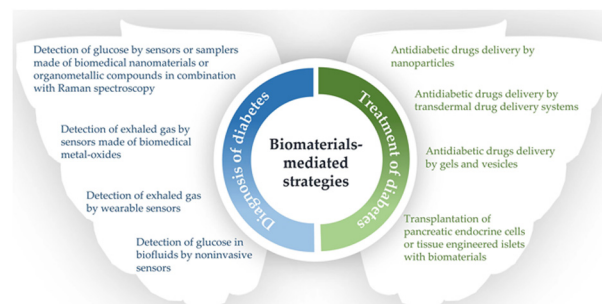 Detection of glucose by sensors or samplers
made of biomedical nanomaterials or
organometallic compounds in combination
with Raman spectroscopy
Detection of exhaled gas by
sensors made of biomedical
metal-oxides
Detection of exhaled gas
by wearable sensors
Detection of glucose in
biofluids by noninvasive
sensors
Diagnosis of diabetes
Biomaterials-
mediated
strategies
Treatment of diabetes
Antidiabetic drugs delivery by
nanoparticles
Antidiabetic drugs delivery by
transdermal drug delivery systems
Antidiabetic drugs delivery
by gels and vesicles
Transplantation of
pancreatic endocrine cells
or tissue engineered islets
with biomaterials